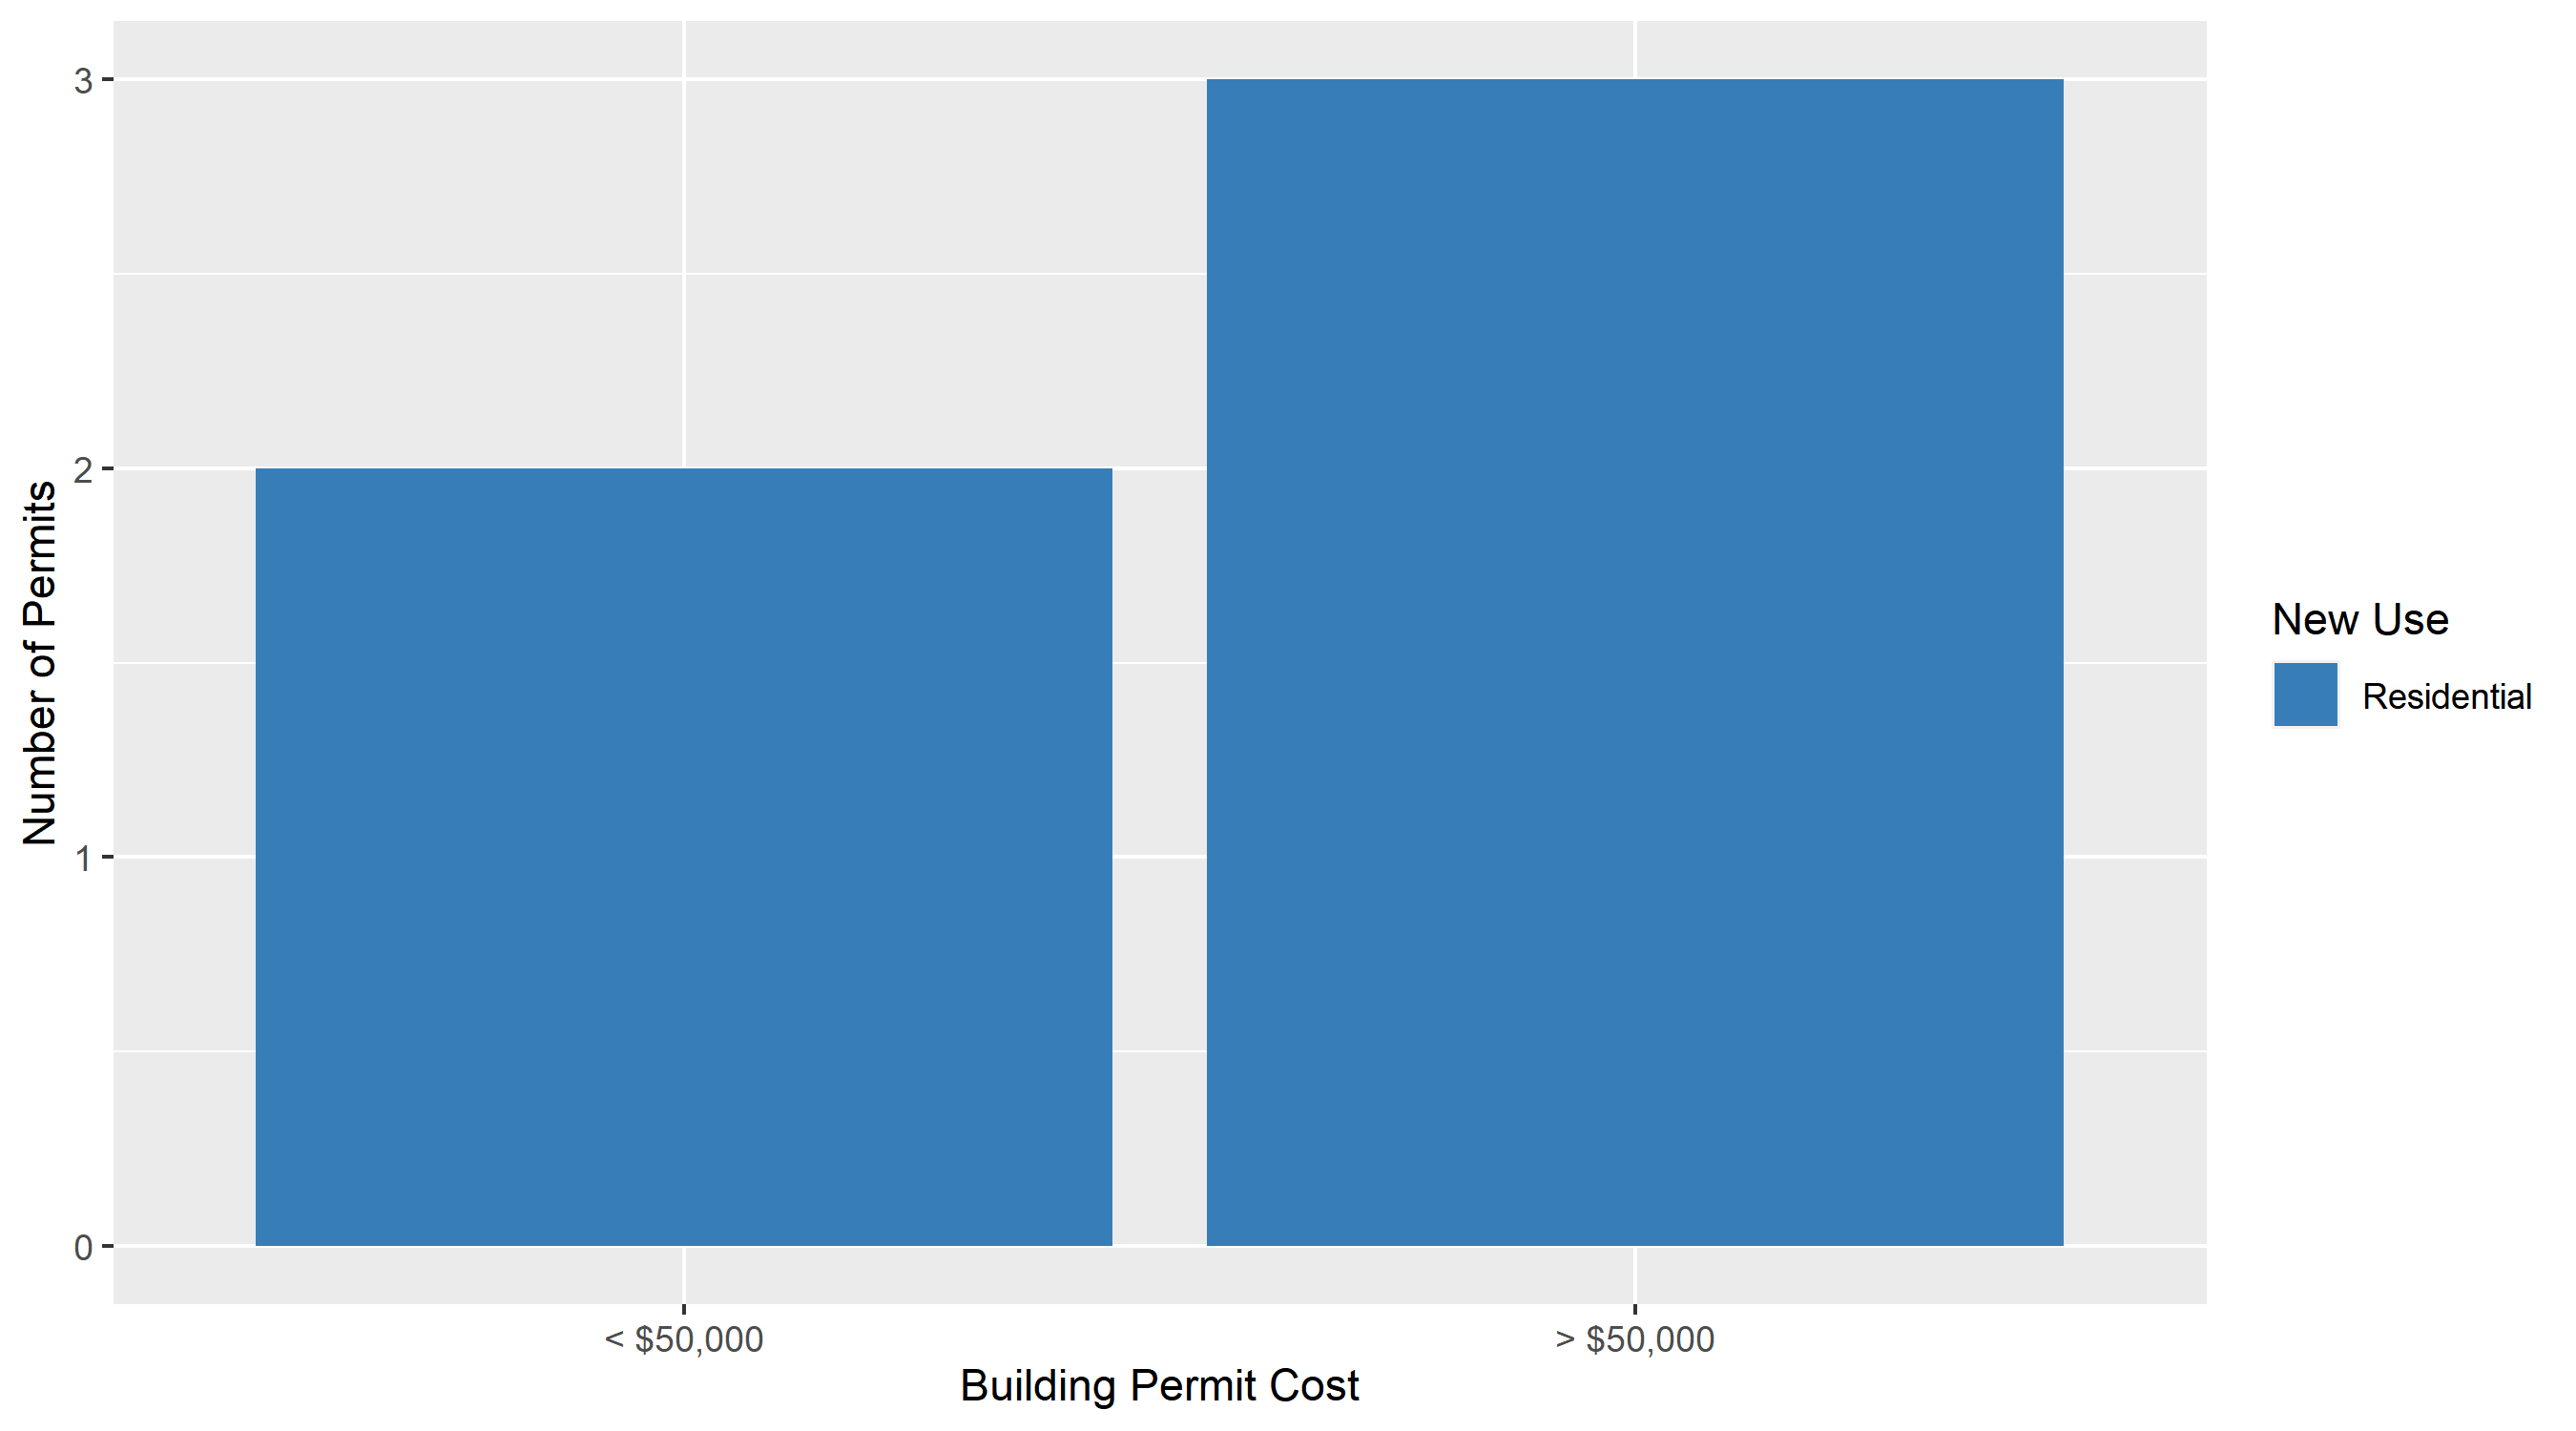 3
2
1
0
Number of Permits
< $50,000
> $50,000
Building Permit Cost
New Use
Residential